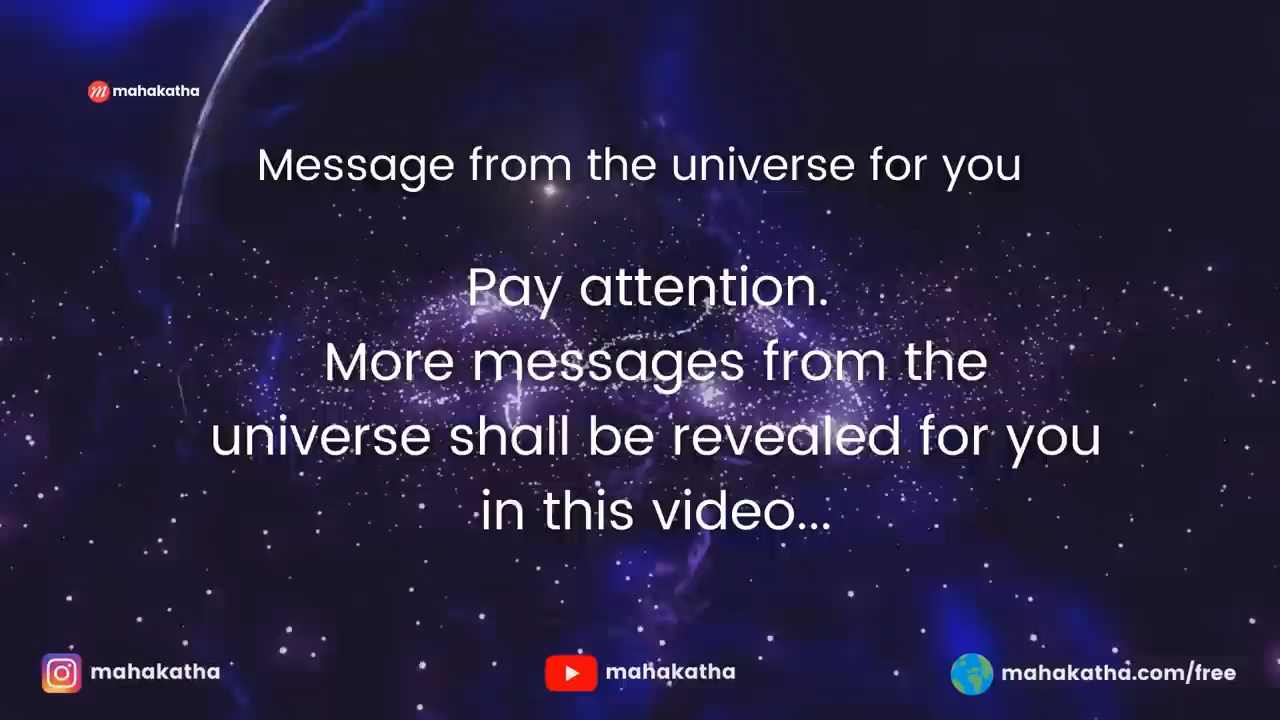 mahakatha
Message from the universe for you
Pay attention.
More messages from the
universe shall be revealed for you
in this video...
mahakatha
mahakatha
mahakatha.com/free